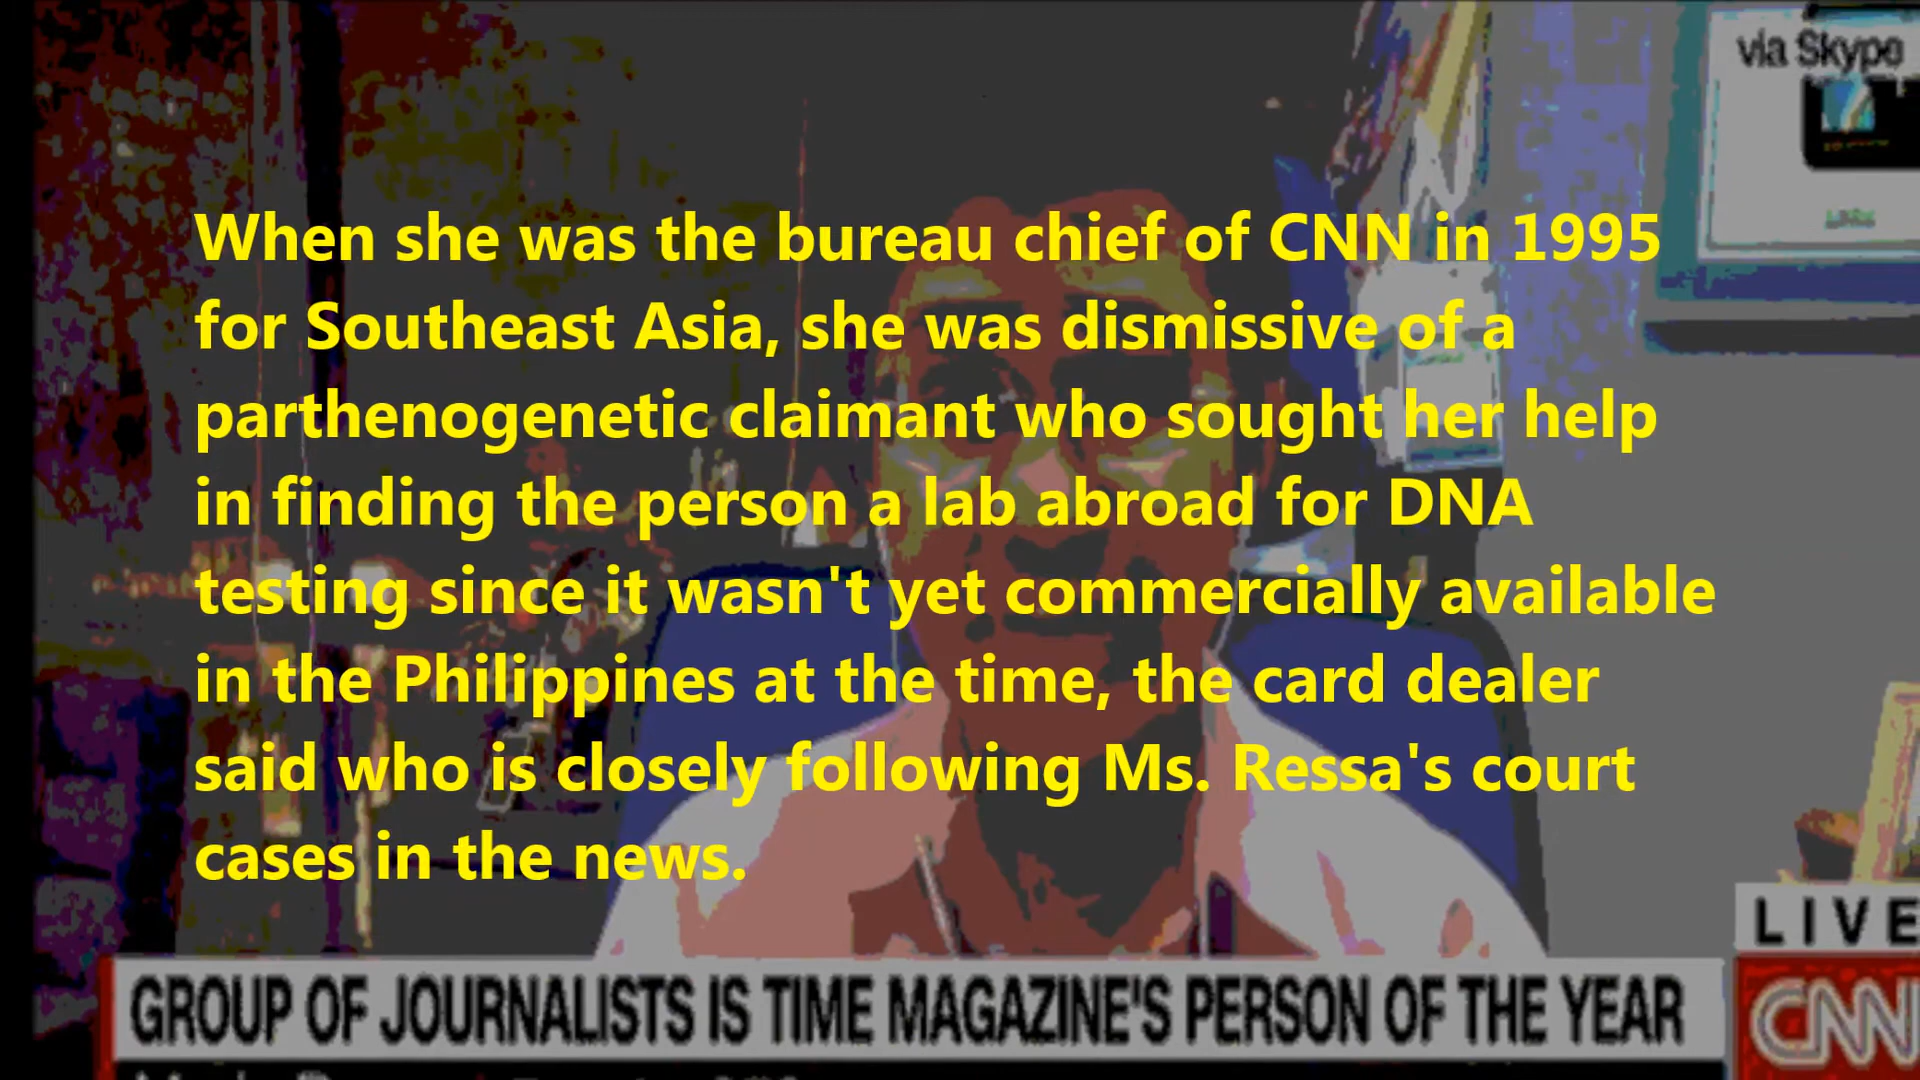 via Skype
When she was the bureau chief of CNN in 1995
for Southeast Asia, she was dismissive of a
parthenogenetic claimant who sought her help
in finding the person a lab abroad for DNA
testing since it wasn't yet commercially available
in the Philippines at the time, the card dealer
said who is closely following Ms. Ressa's court
cases in the news.
LIVE
GROUP OF JOURNALISTS IS TIME MAGAZINE'S PERSON OF THE YEAR
CNN